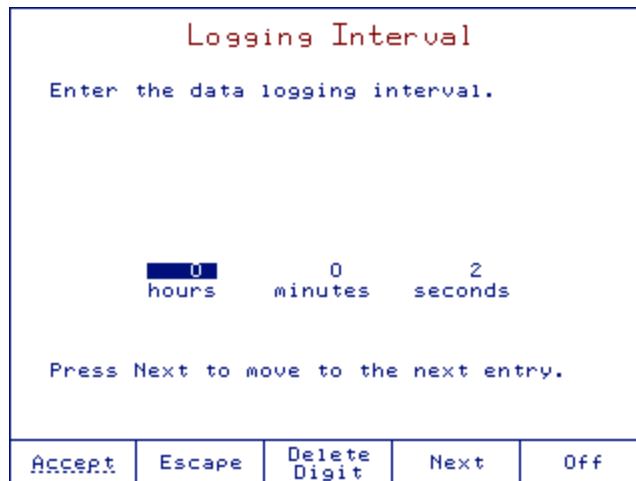 Logging Interval
Enter the data logging interval.
0 0 2
hours minutes seconds
Press Next to move to the next entry.
Accept Escape Delete Digit Next Off